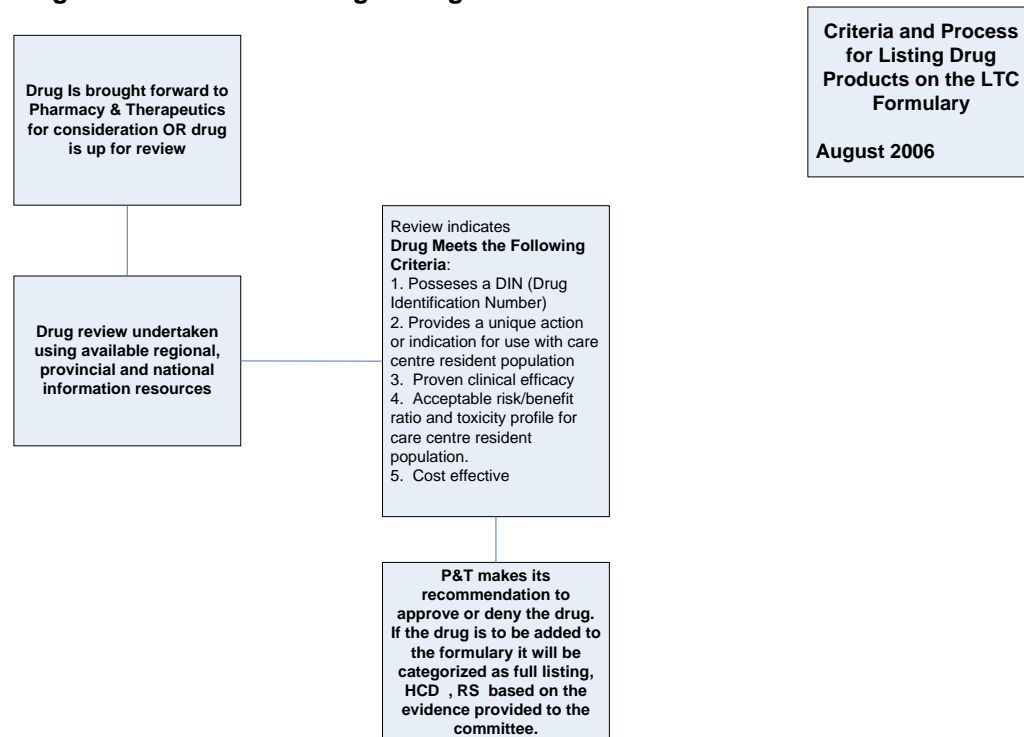 Criteria and Process
for Listing Drug
Products on the LTC
Formulary
August 2006
Drug Is brought forward to
Pharmacy & Therapeutics
for consideration OR drug
is up for review
Drug review undertaken
using available regional,
provincial and national
information resources
Review indicates
Drug Meets the Following
Criteria:
1. Posseses a DIN (Drug
Identification Number)
2. Provides a unique action
or indication for use with care
centre resident population
3. Proven clinical efficacy
4. Acceptable risk/benefit
ratio and toxicity profile for
care centre resident
population.
5. Cost effective
P&T makes its
recommendation to
approve or deny the drug.
If the drug is to be added to
the formulary it will be
categorized as full listing,
HCD , RS based on the
evidence provided to the
committee.